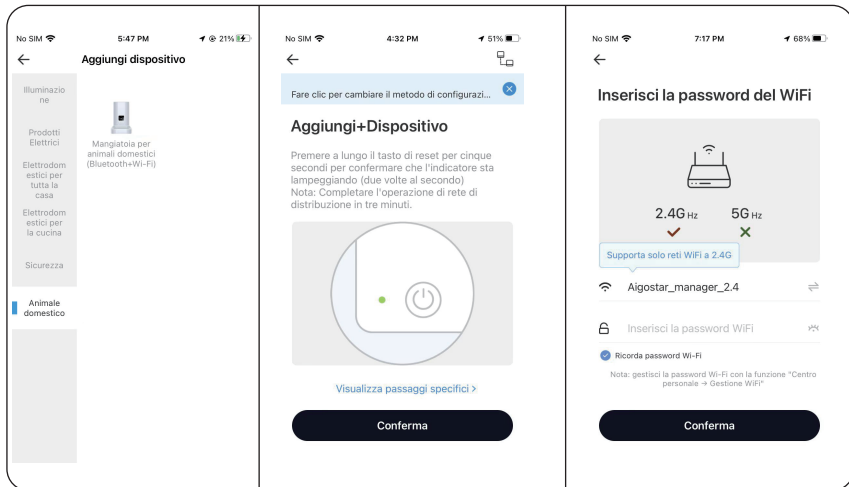 No SIM 5:47 PM 21%
Aggiungi dispositivo
Illuminazio
ne
Prodotti
Elettrici
Elettrodom
estici per
tutta la
casa
Elettrodom
estici per
la cucina
Sicurezza
Animale
domestico
Mangiatoia per
animali domestici
(Bluetooth+Wi-Fi)
No SIM 4:32 PM 51%
Fare clic per cambiare il metodo di configurazi...
Aggiungi+Dispositivo
Premere a lungo il tasto di reset per cinque
secondi per confermare che l'indicatore sta
lampeggiando (due volte al secondo)
Nota: Completare l'operazione di rete di
distribuzione in tre minuti.
Visualizza passaggi specifici >
Conferma
No SIM 7:17 PM 68%
Inserisci la password del WiFi
2.4G Hz 5G Hz
Supporta solo reti WiFi a 2.4G
Aigostar_manager_2.4
Inserisci la password WiFi
Ricorda password Wi-Fi
Nota: gestisci la password Wi-Fi con la funzione "Centro
personale → Gestione WiFi"
Conferma